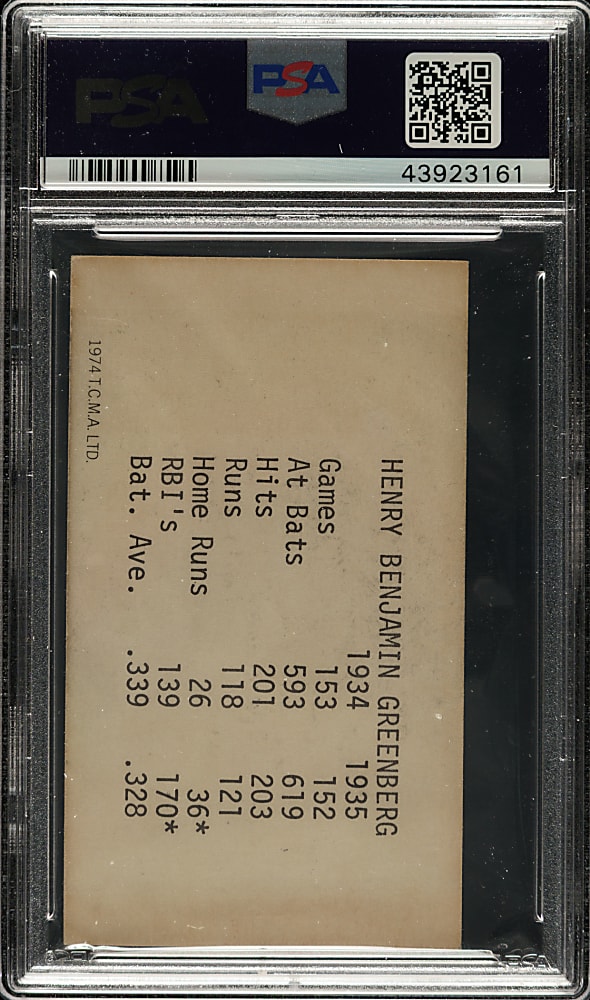 PSA
PSA
43923161
HENRY BENJAMIN GREENBERG
1934 1935
Games 153 152
At Bats 593 619
Hits 201 203
Runs 118 121
Home Runs 26 36*
RBI's 139 170*
Bat. Ave. .339 .328
1974 T.C.M.A. LTD.
PSA